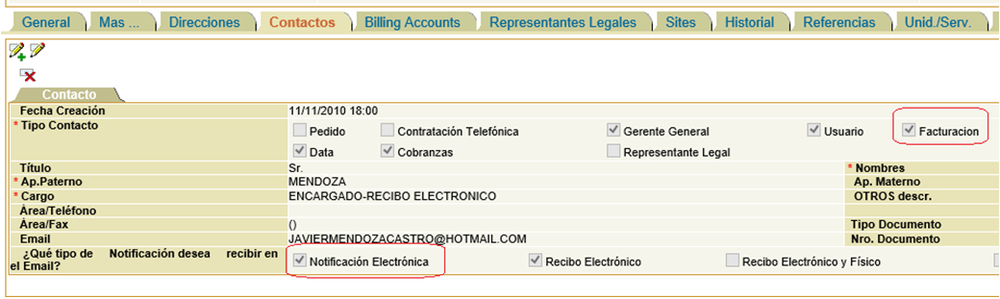 General Mas ... Direcciones Contactos Billing Accounts Representantes Legales Sites Historial Referencias Unid./Serv.
Contacto
Fecha Creación 11/11/2010 18:00
* Tipo Contacto Pedido Contratación Telefónica Gerente General Usuario Facturacion
Data Cobranzas Representante Legal
Título Sr. * Nombres
* Ap.Paterno MENDOZA Ap. Materno
* Cargo ENCARGADO-RECIBO ELECTRONICO OTROS descr.
Área/Teléfono
Área/Fax () Tipo Documento
Email JAVIERMENDOZACASTRO@HOTMAIL.COM Nro. Documento
¿Qué tipo de Notificación desea recibir en
el Email? Notificación Electrónica Recibo Electrónico Recibo Electrónico y Físico